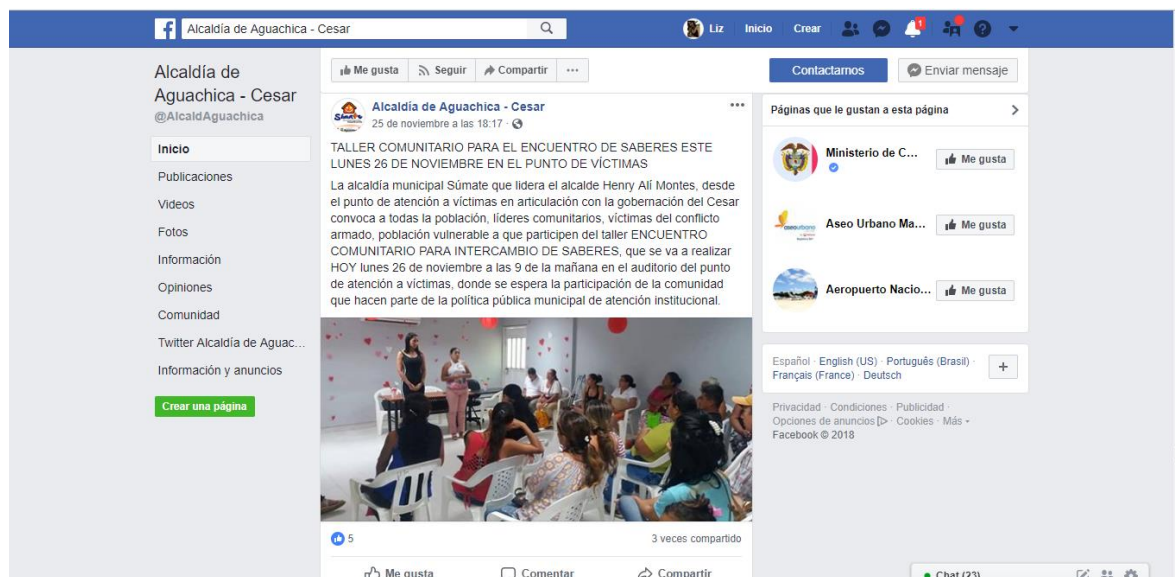 Alcaldía de Aguachica - Cesar
Liz Inicio Crear 1
Alcaldía de
Aguachica - Cesar
@AlcaldAguachica
Inicio
Publicaciones
Videos
Fotos
Información
Opiniones
Comunidad
Twitter Alcaldía de Aguac...
Información y anuncios
Crear una página
Me gusta Seguir Compartir ...
Alcaldía de Aguachica - Cesar
25 de noviembre a las 18:17 ·
TALLER COMUNITARIO PARA EL ENCUENTRO DE SABERES ESTE
LUNES 26 DE NOVIEMBRE EN EL PUNTO DE VÍCTIMAS
La alcaldía municipal Súmate que lidera el alcalde Henry Alí Montes, desde
el punto de atención a víctimas en articulación con la gobernación del Cesar
convoca a todas la población, líderes comunitarios, víctimas del conflicto
armado, población vulnerable a que participen del taller ENCUENTRO
COMUNITARIO PARA INTERCAMBIO DE SABERES, que se va a realizar
HOY lunes 26 de noviembre a las 9 de la mañana en el auditorio del punto
de atención a víctimas, donde se espera la participación de la comunidad
que hacen parte de la política pública municipal de atención institucional.
5 3 veces compartido
Me gusta Comentar Compartir
Contactarnos Enviar mensaje
Páginas que le gustan a esta página
Ministerio de C... Me gusta
Aseo Urbano Ma... Me gusta
Aeropuerto Nacio... Me gusta
Español · English (US) · Português (Brasil) ·
Français (France) · Deutsch
Privacidad · Condiciones · Publicidad ·
Opciones de anuncios · Cookies · Más
Facebook © 2018
Chat (23)